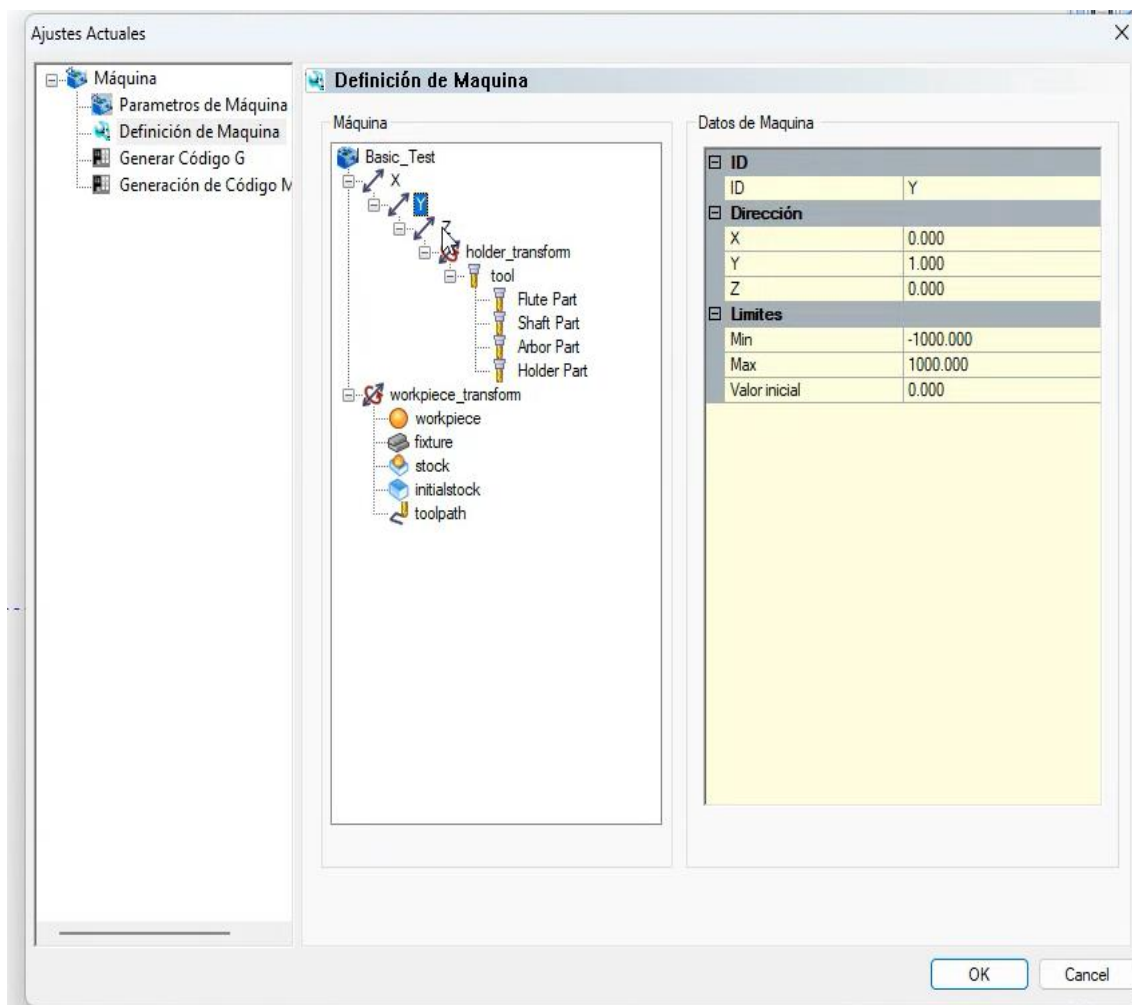 Ajustes Actuales
Máquina
Parametros de Máquina
Definición de Maquina
Generar Código G
Generación de Código M
Definición de Maquina
Máquina
Basic_Test
X
Y
Z
holder_transform
tool
Flute Part
Shaft Part
Arbor Part
Holder Part
workpiece_transform
workpiece
fixture
stock
initialstock
toolpath
Datos de Maquina
ID
ID Y
Dirección
X 0.000
Y 1.000
Z 0.000
Limites
Min -1000.000
Max 1000.000
Valor inicial 0.000
OK Cancel